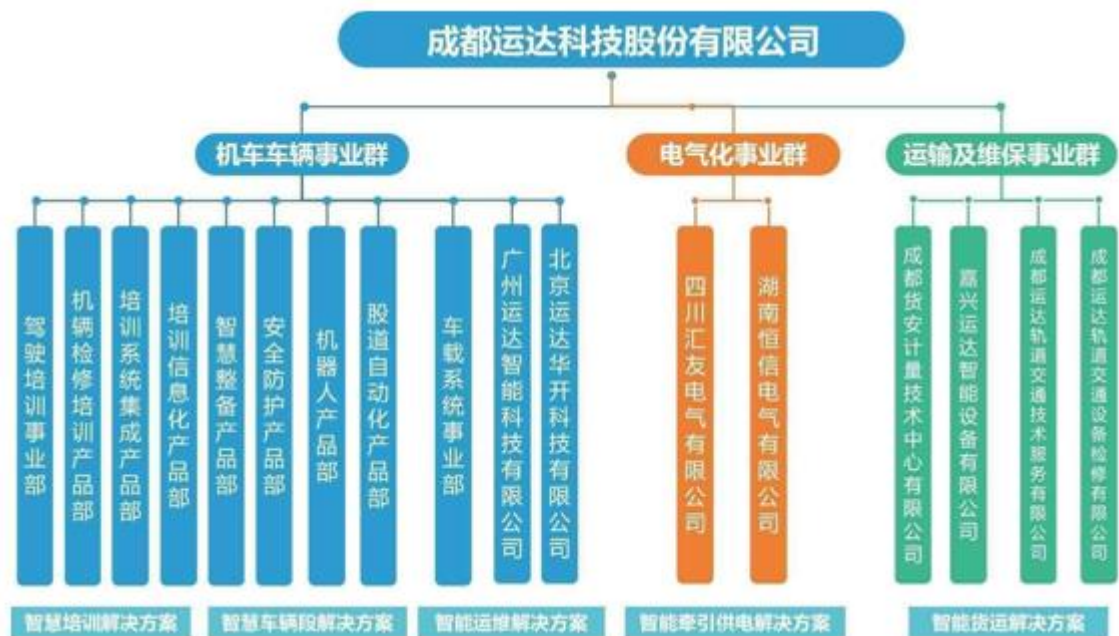 成都运达科技股份有限公司
机车车辆事业群
电气化事业群
运输及维保事业群
驾驶培训事业部
机辆检修培训产品部
培训系统集成产品部
培训信息化产品部
智慧整备产品部
安全防护产品部
机器人产品部
股道自动化产品部
车载系统事业部
广州运达智能科技有限公司
北京运达华开科技有限公司
四川汇友电气有限公司
湖南恒信电气有限公司
成都货安计量技术中心有限公司
嘉兴运达智能设备有限公司
成都运达轨道交通技术服务有限公司
成都运达轨道交通设备检修有限公司
智慧培训解决方案
智慧车辆段解决方案
智能运维解决方案
智能牵引供电解决方案
智能货运解决方案